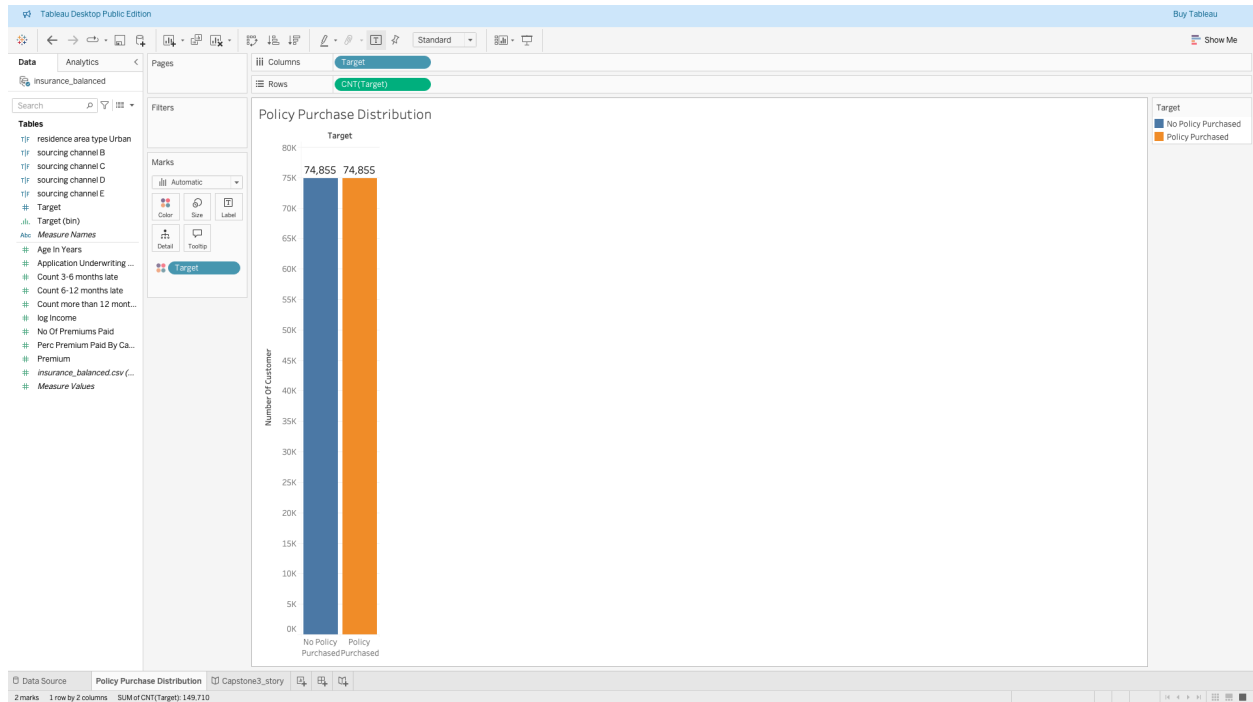 Tableau Desktop Public Edition
Buy Tableau
Standard
Show Me
Data Analytics
Pages
iii Columns Target
insurance_balanced
Rows CNT(Target)
Search
Filters
Tables
T|F residence area type Urban
T|F sourcing channel B
T|F sourcing channel C
T|F sourcing channel D
T|F sourcing channel E
# Target
Target (bin)
Abc Measure Names
# Age In Years
# Application Underwriting ...
# Count 3-6 months late
# Count 6-12 months late
# Count more than 12 mont...
# log Income
# No Of Premiums Paid
# Perc Premium Paid By Ca...
# Premium
# insurance_balanced.csv (...
# Measure Values
Marks
Automatic
Color Size Label
Detail Tooltip
Target
Policy Purchase Distribution
Target
80K
74,855 74,855
75K
70K
65K
60K
55K
50K
45K
40K
35K
30K
25K
20K
15K
10K
5K
0K
Number Of Customer
No Policy Policy
Purchased Purchased
Target
No Policy Purchased
Policy Purchased
Data Source Policy Purchase Distribution Capstone3_story
2 marks 1 row by 2 columns SUM of CNT(Target): 149,710